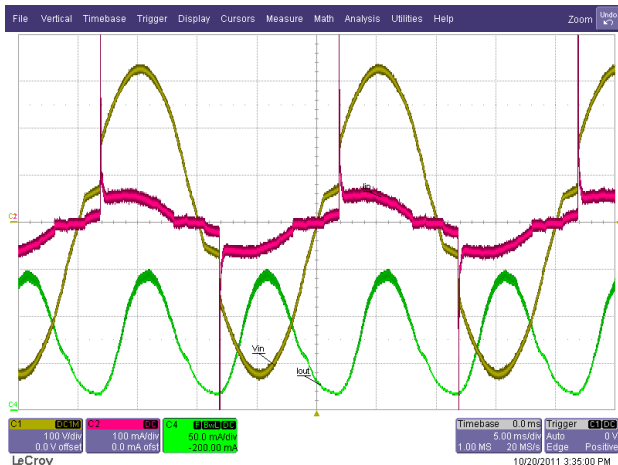 File Vertical Timebase Trigger Display Cursors Measure Math Analysis Utilities Help Zoom Undo
C2
Iin
Vin
Iout
C4
C1 DC1M
100 V/div
0.0 V offset
C2 DC
100 mA/div
0.0 mA ofst
C4 F BwL DC
50.0 mA/div
-200.00 mA
Timebase 0.0 ms
5.00 ms/div
1.00 MS 20 MS/s
Trigger C1 DC
Auto 0 V
Edge Positive
LeCroy
10/20/2011 3:35:00 PM